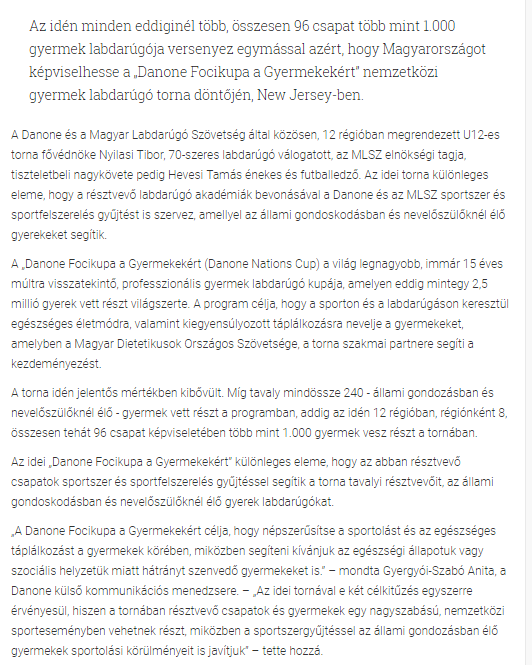 Az idén minden eddiginél több, összesen 96 csapat több mint 1.000
gyermek labdarúgója versenyez egymással azért, hogy Magyarországot
képviselhesse a „Danone Focikupa a Gyermekekért” nemzetközi
gyermek labdarúgó torna döntőjén, New Jersey-ben.
A Danone és a Magyar Labdarúgó Szövetség által közösen, 12 régióban megrendezett U12-es
torna fővédnöke Nyilasi Tibor, 70-szeres labdarúgó válogatott, az MLSZ elnökségi tagja,
tiszteletbeli nagykövete pedig Hevesi Tamás énekes és futballedző. Az idei torna különleges
eleme, hogy a résztvevő labdarúgó akadémiák bevonásával a Danone és az MLSZ sportszer és
sportfelszerelés gyűjtést is szervez, amellyel az állami gondoskodásban és nevelőszülőknél élő
gyerekeket segítik.
A „Danone Focikupa a Gyermekekért (Danone Nations Cup) a világ legnagyobb, immár 15 éves
múltra visszatekintő, professzionális gyermek labdarúgó kupája, amelyen eddig mintegy 2,5
millió gyerek vett részt világszerte. A program célja, hogy a sporton és a labdarúgáson keresztül
egészséges életmódra, valamint kiegyensúlyozott táplálkozásra nevelje a gyermekeket,
amelyben a Magyar Dietetikusok Országos Szövetsége, a torna szakmai partnere segíti a
kezdeményezést.
A torna idén jelentős mértékben kibővült. Míg tavaly mindössze 240 - állami gondozásban és
nevelőszülőknél élő - gyermek vett részt a programban, addig az idén 12 régióban, régiónként 8,
összesen tehát 96 csapat képviseletében több mint 1.000 gyermek vesz részt a tornában.
Az idei „Danone Focikupa a Gyermekekért” különleges eleme, hogy az abban résztvevő
csapatok sportszer és sportfelszerelés gyűjtéssel segítik a torna tavalyi résztvevőit, az állami
gondoskodásban és nevelőszülőknél élő gyerek labdarúgókat.
„A Danone Focikupa a Gyermekekért célja, hogy népszerűsítse a sportolást és az egészséges
táplálkozást a gyermekek körében, miközben segíteni kívánjuk az egészségi állapotuk vagy
szociális helyzetük miatt hátrányt szenvedő gyermekeket is.” – mondta Gyergyói-Szabó Anita, a
Danone külső kommunikációs menedzsere. – „Az idei tornával e két célkitűzés egyszerre
érvényesül, hiszen a tornában résztvevő csapatok és gyermekek egy nagyszabású, nemzetközi
sporteseményben vehetnek részt, miközben a sportszergyűjtéssel az állami gondosodásban élő
gyermekek sportolási körülményeit is javítjuk” – tette hozzá.